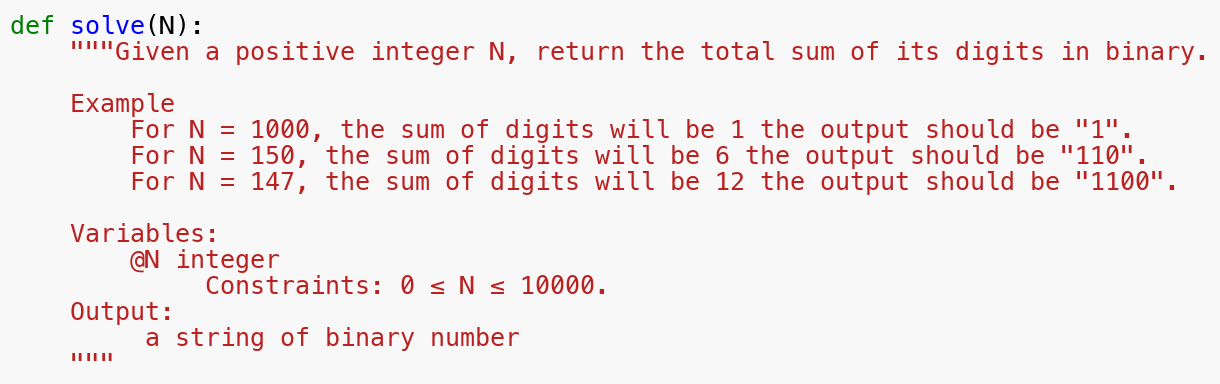 def solve(N):
    """Given a positive integer N, return the total sum of its digits in binary.

    Example
        For N = 1000, the sum of digits will be 1 the output should be "1".
        For N = 150, the sum of digits will be 6 the output should be "110".
        For N = 147, the sum of digits will be 12 the output should be "1100".

    Variables:
        @N integer
             Constraints: 0 ≤ N ≤ 10000.
    Output:
         a string of binary number
    """